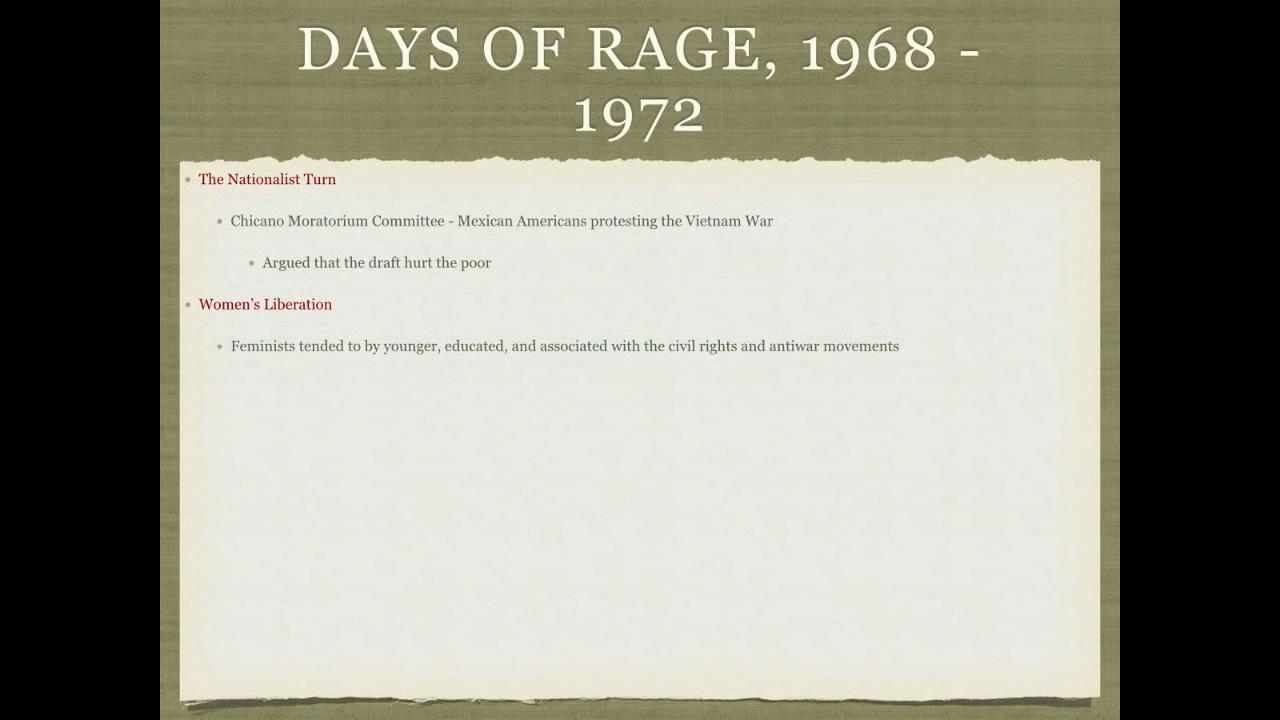 DAYS OF RAGE, 1968 -
1972
• The Nationalist Turn
• Chicano Moratorium Committee - Mexican Americans protesting the Vietnam War
• Argued that the draft hurt the poor
• Women's Liberation
• Feminists tended to by younger, educated, and associated with the civil rights and antiwar movements